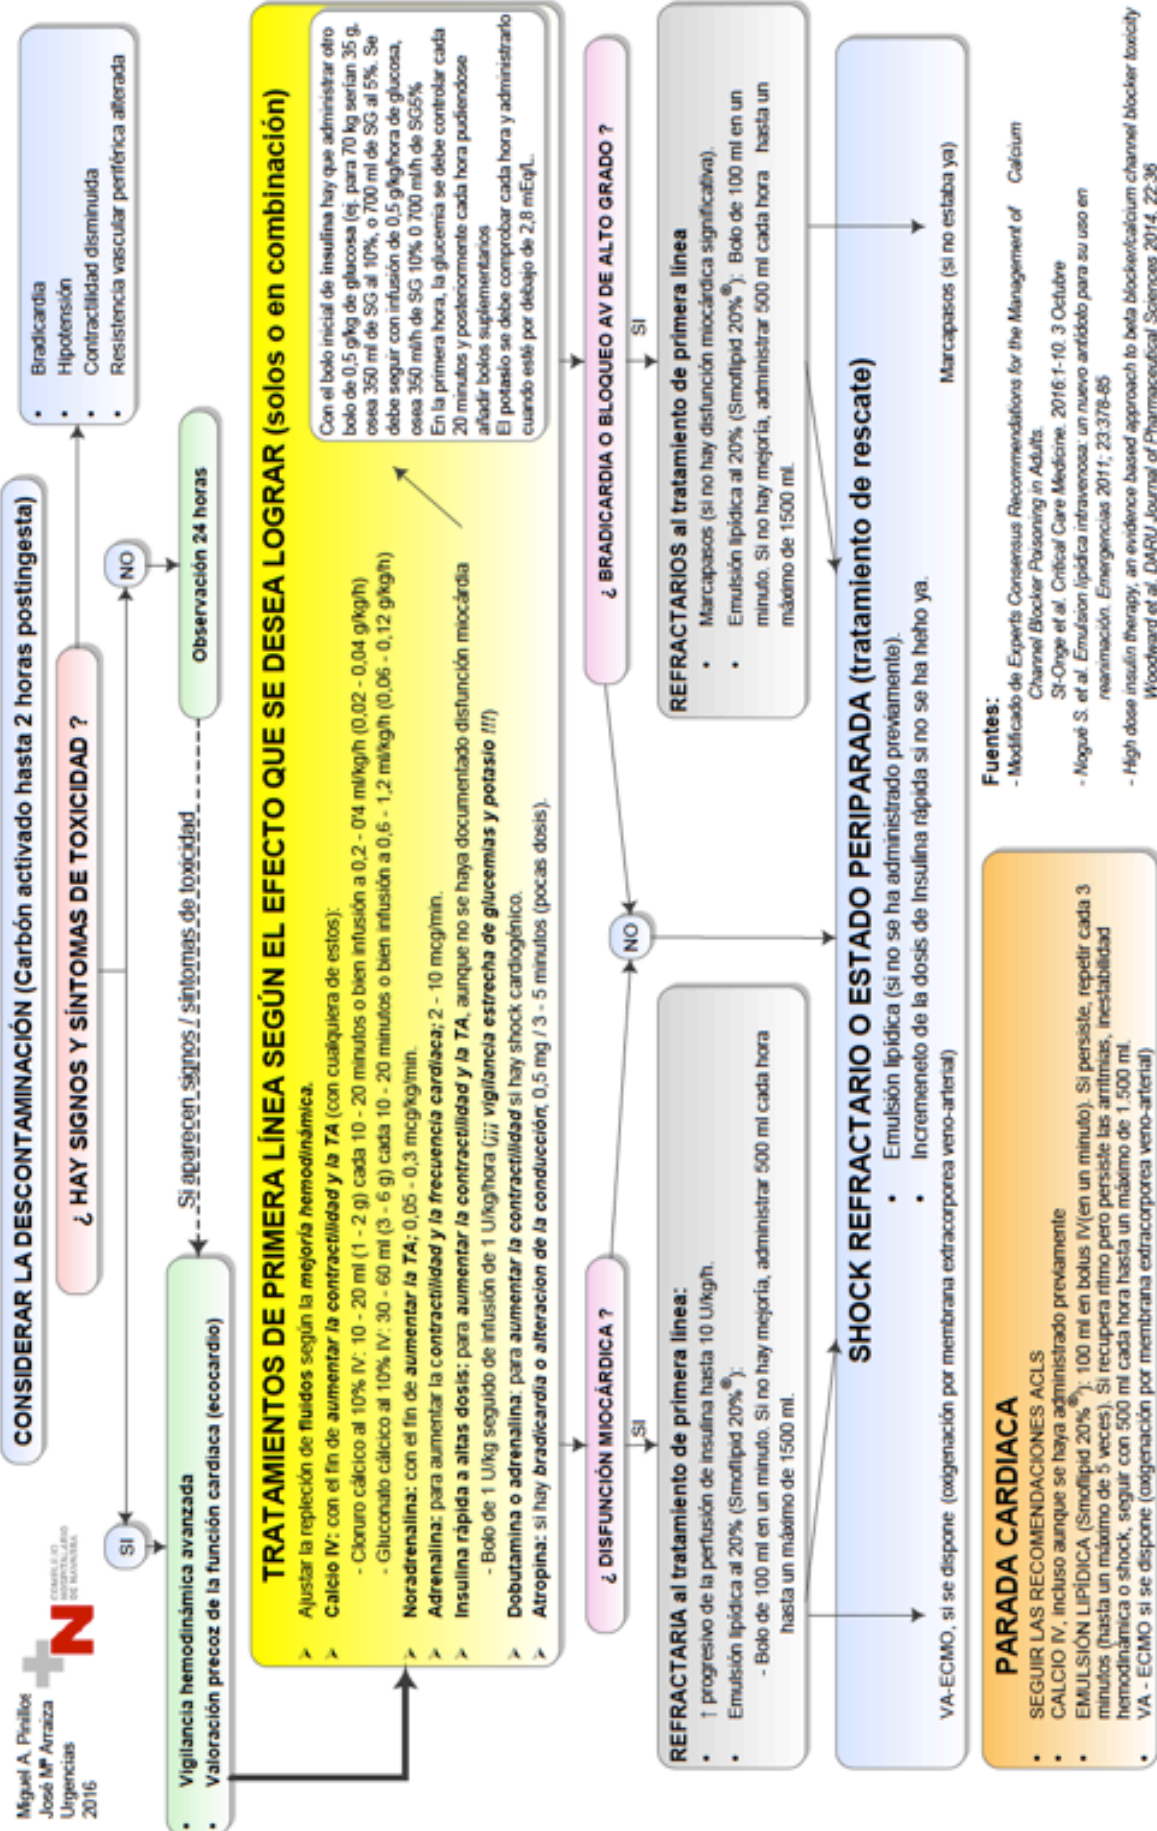 Miguel A. Pinillos
José Mª Arraiza
Urgencias
2016
N
COMPLEJO
HOSPITALARIO
DE NAVARRA
CONSIDERAR LA DESCONTAMINACIÓN (Carbón activado hasta 2 horas postingesta)
¿ HAY SIGNOS Y SÍNTOMAS DE TOXICIDAD ?
• Bradicardia
• Hipotensión
• Contractilidad disminuida
• Resistencia vascular periférica alterada
SI
NO
• Vigilancia hemodinámica avanzada
• Valoración precoz de la función cardiaca (ecocardio)
Si aparecen signos / síntomas de toxicidad
Observación 24 horas
TRATAMIENTOS DE PRIMERA LÍNEA SEGÚN EL EFECTO QUE SE DESEA LOGRAR (solos o en combinación)
➢ Ajustar la repleción de fluidos según la mejoría hemodinámica.
➢ Calcio IV: con el fin de aumentar la contractilidad y la TA (con cualquiera de estos):
- Cloruro cálcico al 10% IV: 10 - 20 ml (1 - 2 g) cada 10 - 20 minutos o bien infusión a 0,2 - 0'4 ml/kg/h (0,02 - 0,04 g/kg/h)
- Gluconato cálcico al 10% IV: 30 - 60 ml (3 - 6 g) cada 10 - 20 minutos o bien infusión a 0,6 - 1,2 ml/kg/h (0,06 - 0,12 g/kg/h)
➢ Noradrenalina: con el fin de aumentar la TA; 0,05 - 0,3 mcg/kg/min.
➢ Adrenalina: para aumentar la contractilidad y la frecuencia cardiaca; 2 - 10 mcg/min.
➢ Insulina rápida a altas dosis: para aumentar la contractilidad y la TA, aunque no se haya documentado disfunción miocárdia
- Bolo de 1 U/kg seguido de infusión de 1 U/kg/hora (¡¡¡ vigilancia estrecha de glucemias y potasio !!!)
➢ Dobutamina o adrenalina: para aumentar la contractilidad si hay shock cardiogénico.
➢ Atropina: si hay bradicardia o alteracion de la conducción, 0,5 mg / 3 - 5 minutos (pocas dosis).
Con el bolo inicial de insulina hay que administrar otro
bolo de 0,5 g/kg de glucosa (ej. para 70 kg serían 35 g.
osea 350 ml de SG al 10%, o 700 ml de SG al 5%. Se
debe seguir con infusión de 0,5 g/kg/hora de glucosa,
osea 350 ml/h de SG 10% O 700 ml/h de SG5%
En la primera hora, la glucemia se debe controlar cada
20 minutos y posteriormente cada hora pudiendose
añadir bolos suplementarios
El potasio se debe comprobar cada hora y administrarlo
cuando esté por debajo de 2,8 mEq/L.
¿ DISFUNCIÓN MIOCÁRDICA ?
¿ BRADICARDIA O BLOQUEO AV DE ALTO GRADO ?
SI
NO
SI
REFRACTARIA al tratamiento de primera línea:
• ↑ progresivo de la perfusión de insulina hasta 10 U/kg/h.
• Emulsión lipídica al 20% (Smoflipid 20%®):
- Bolo de 100 ml en un minuto. Si no hay mejoría, administrar 500 ml cada hora
hasta un máximo de 1500 ml.
REFRACTARIOS al tratamiento de primera línea
• Marcapasos (si no hay disfunción miocárdica significativa).
• Emulsión lipídica al 20% (Smoflipid 20%®): Bolo de 100 ml en un
minuto. Si no hay mejoría, administrar 500 ml cada hora hasta un
máximo de 1500 ml.
SHOCK REFRACTARIO O ESTADO PERIPARADA (tratamiento de rescate)
• Emulsión lipídica (si no se ha administrado previamente).
• Incremeneto de la dosis de Insulina rápida si no se ha heho ya.
VA-ECMO, si se dispone (oxigenación por membrana extracorporea veno-arterial)
Marcapasos (si no estaba ya)
PARADA CARDIACA
• SEGUIR LAS RECOMENDACIONES ACLS
• CALCIO IV, incluso aunque se haya administrado previamente
• EMULSIÓN LIPÍDICA (Smoflipid 20%®): 100 ml en bolus IV(en un minuto). Si persiste, repetir cada 3
minutos (hasta un máximo de 5 veces). Si recupera ritmo pero persiste las arritmias, inestabilidad
hemodinámica o shock, seguir con 500 ml cada hora hasta un máximo de 1.500 ml.
• VA - ECMO si se dispone (oxigenación por membrana extracorporea veno-arterial)
Fuentes:
- Modificado de Experts Consensus Recommendations for the Management of Calcium
Channel Blocker Poisoning in Adults.
St-Onge et al. Critical Care Medicine. 2016:1-10. 3 Octubre
- Nogué S. et al. Emulsion lipídica intravenosa: un nuevo antídoto para su uso en
reanimación. Emergencias 2011; 23:378-85
- High dose insulin therapy, an evidence based approach to beta blocker/calcium channel blocker toxicity
Woodward et al. DARU Journal of Pharmaceutical Sciences 2014, 22:36